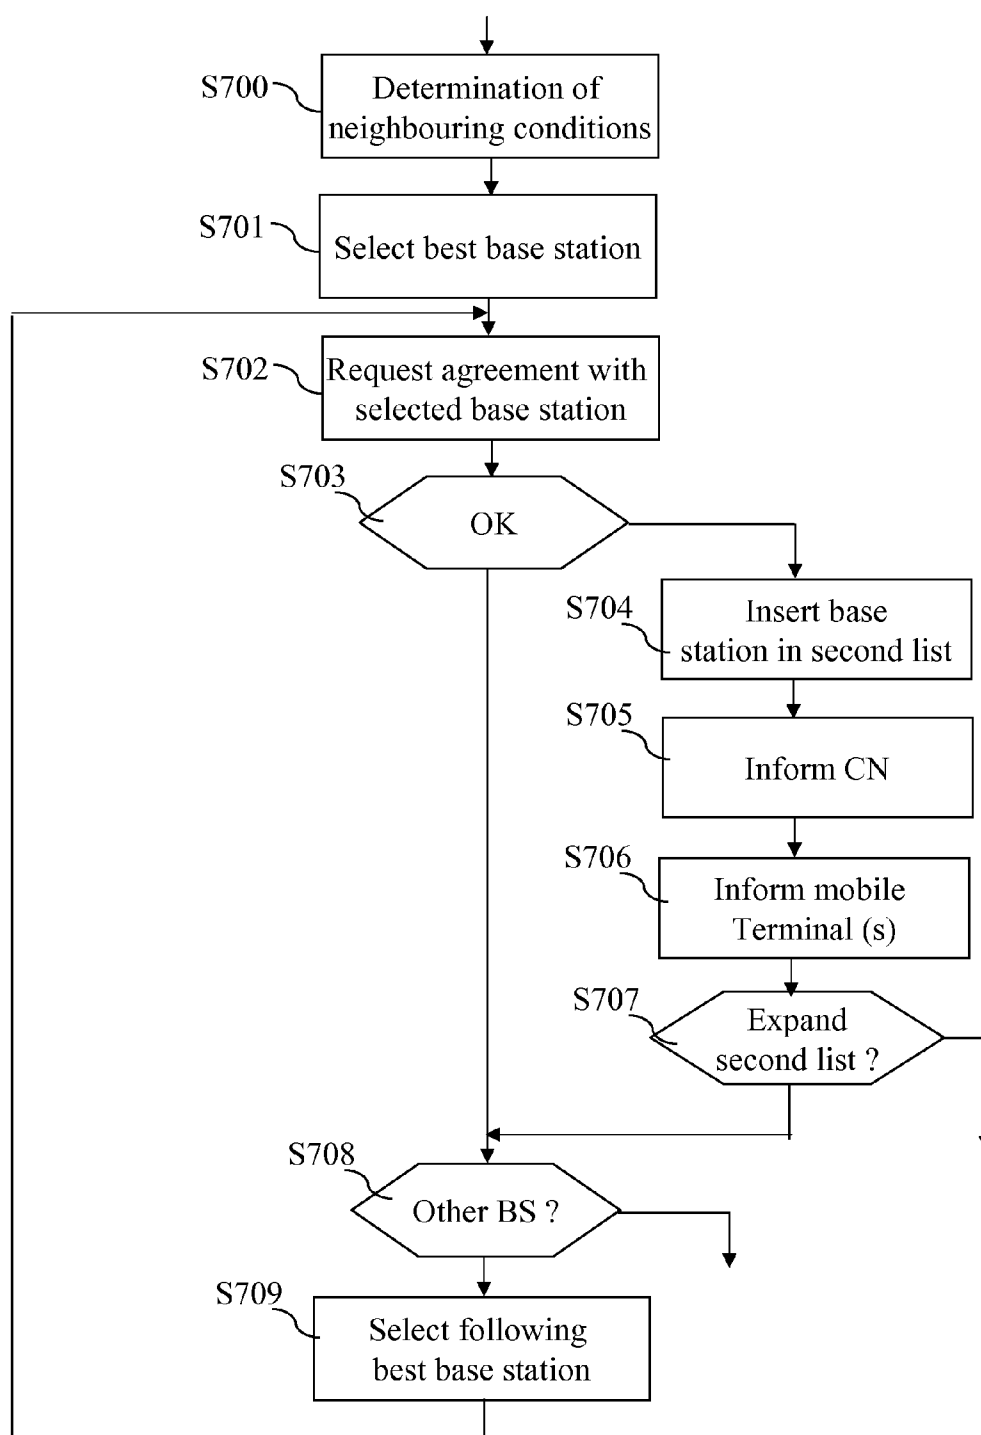 S700
Determination of
neighbouring conditions
S701
Select best base station
S702
Request agreement with
selected base station
S703
OK
S704
Insert base
station in second list
S705
Inform CN
S706
Inform mobile
Terminal (s)
S707
Expand
second list ?
S708
Other BS ?
S709
Select following
best base station